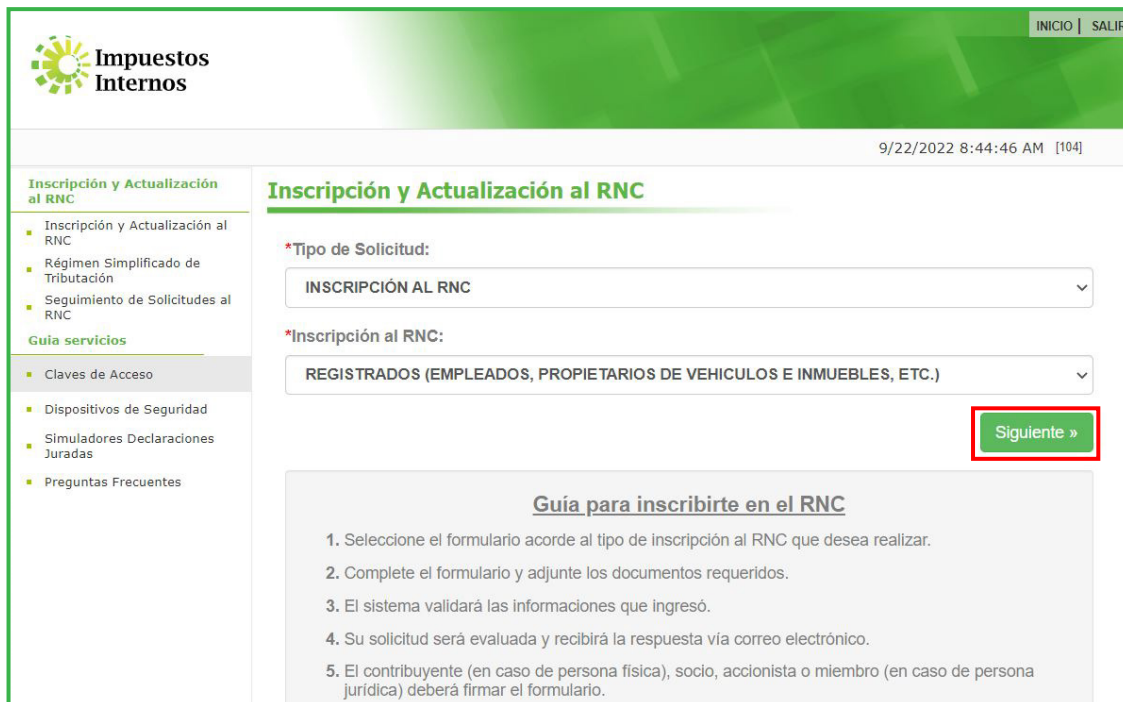 INICIO | SALIR
Impuestos
Internos
9/22/2022 8:44:46 AM [104]
Inscripción y Actualización
al RNC
Inscripción y Actualización al
RNC
Régimen Simplificado de
Tributación
Seguimiento de Solicitudes al
RNC
Guia servicios
Claves de Acceso
Dispositivos de Seguridad
Simuladores Declaraciones
Juradas
Preguntas Frecuentes
Inscripción y Actualización al RNC
*Tipo de Solicitud:
INSCRIPCIÓN AL RNC
*Inscripción al RNC:
REGISTRADOS (EMPLEADOS, PROPIETARIOS DE VEHICULOS E INMUEBLES, ETC.)
Siguiente »
Guía para inscribirte en el RNC
1. Seleccione el formulario acorde al tipo de inscripción al RNC que desea realizar.
2. Complete el formulario y adjunte los documentos requeridos.
3. El sistema validará las informaciones que ingresó.
4. Su solicitud será evaluada y recibirá la respuesta vía correo electrónico.
5. El contribuyente (en caso de persona física), socio, accionista o miembro (en caso de persona
jurídica) deberá firmar el formulario.